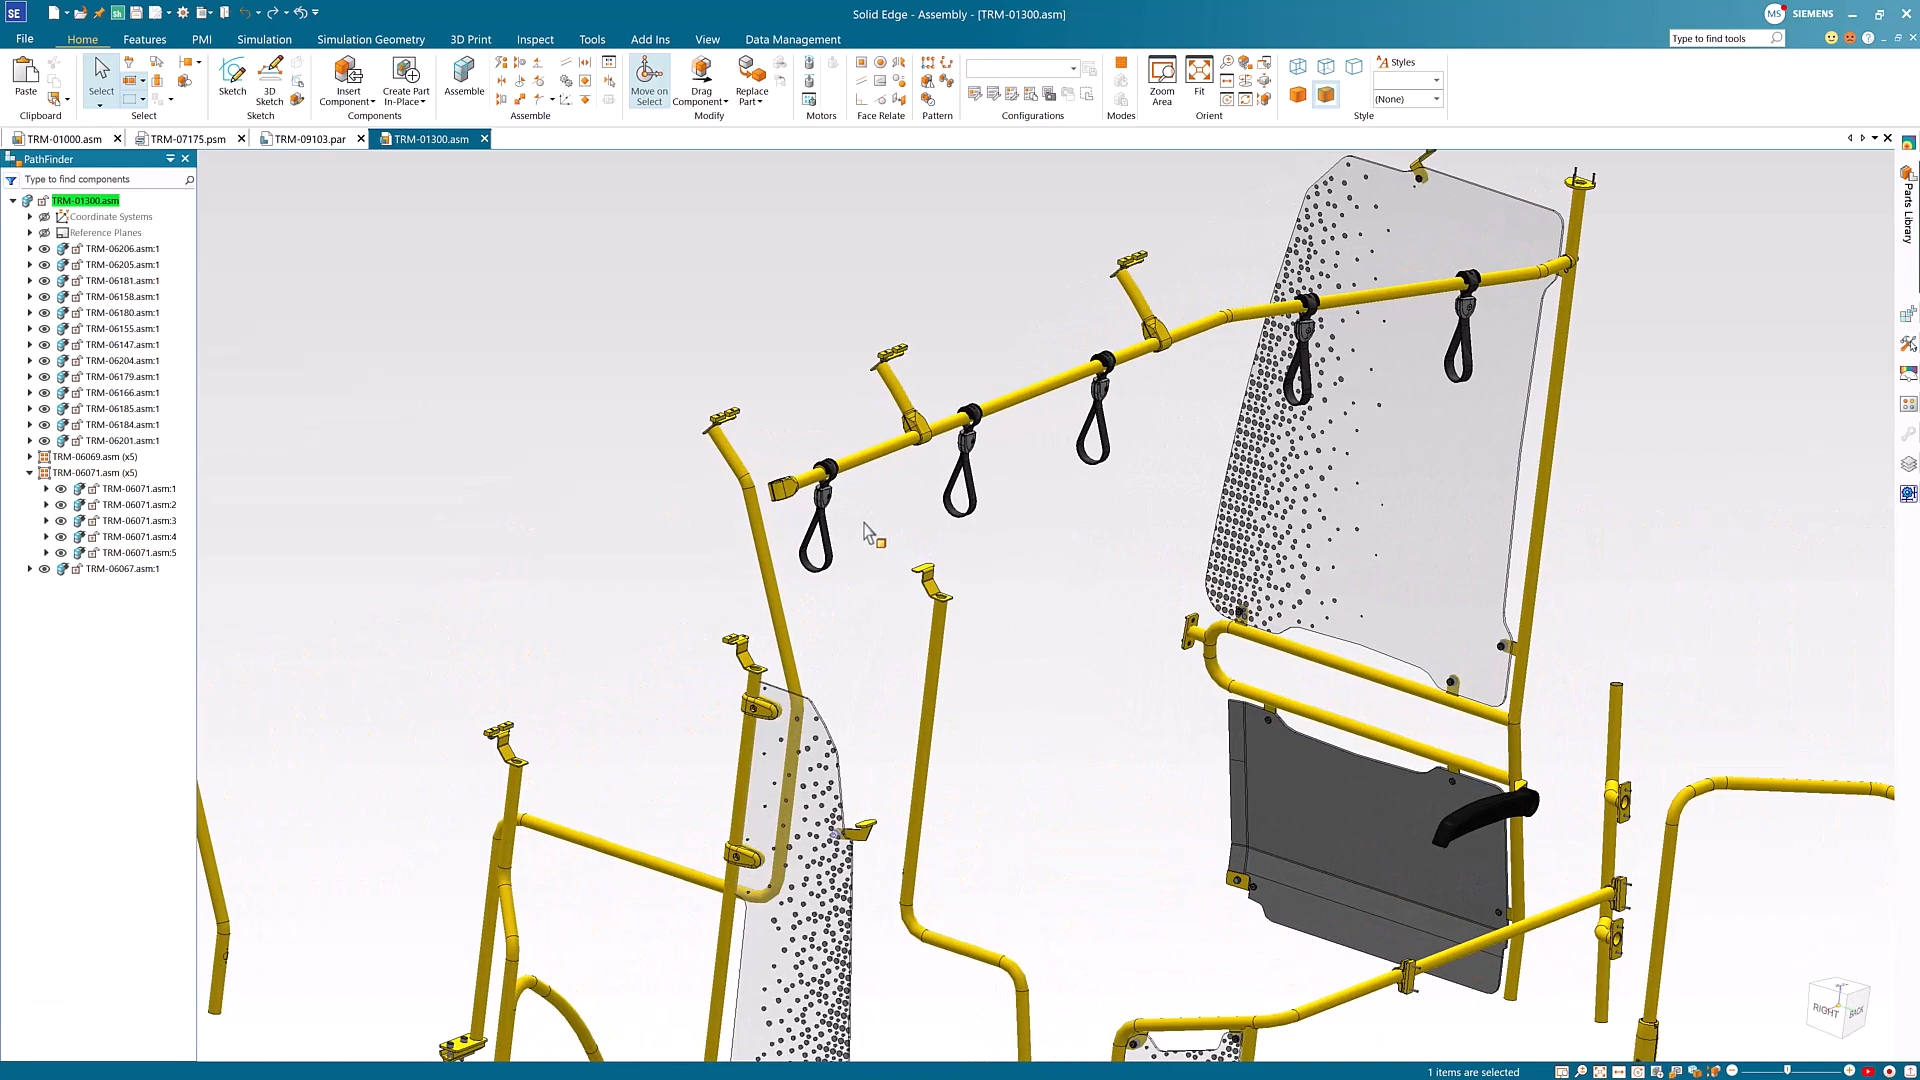 SE
Solid Edge - Assembly - [TRM-01300.asm]
MS SIEMENS
File Home Features PMI Simulation Simulation Geometry 3D Print Inspect Tools Add Ins View Data Management
Type to find tools
Paste
Clipboard
Select
Select
Sketch
3D Sketch
Sketch
Insert Component
Create Part In-Place
Components
Assembly
Assemble
Move on Select
Drag Component
Replace Part
Modify
Motors
Face Relate
Pattern
Configurations
Modes
Zoom Area
Fit
Orient
Styles
(None)
Style
TRM-01000.asm
TRM-07175.psm
TRM-09103.par
TRM-01300.asm
PathFinder
Type to find components
TRM-01300.asm
Coordinate Systems
Reference Planes
TRM-06206.asm:1
TRM-06205.asm:1
TRM-06181.asm:1
TRM-06158.asm:1
TRM-06180.asm:1
TRM-06155.asm:1
TRM-06147.asm:1
TRM-06204.asm:1
TRM-06179.asm:1
TRM-06166.asm:1
TRM-06185.asm:1
TRM-06184.asm:1
TRM-06201.asm:1
TRM-06069.asm (x5)
TRM-06071.asm (x5)
TRM-06071.asm:1
TRM-06071.asm:2
TRM-06071.asm:3
TRM-06071.asm:4
TRM-06071.asm:5
TRM-06067.asm:1
Parts Library
RIGHT
BACK
1 items are selected